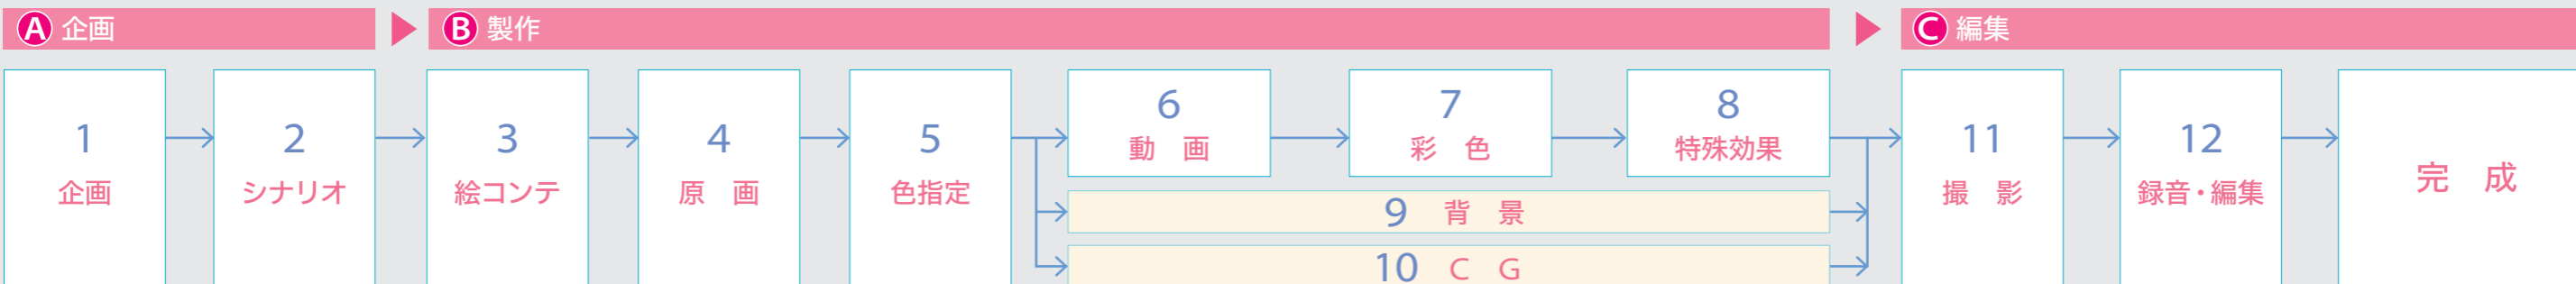 A 企画
B 製作
C 編集
1
企画
2
シナリオ
3
絵コンテ
4
原　画
5
色指定
6
動　画
7
彩　色
8
特殊効果
9 背　景
10 C G
11
撮　影
12
録音・編集
完　成